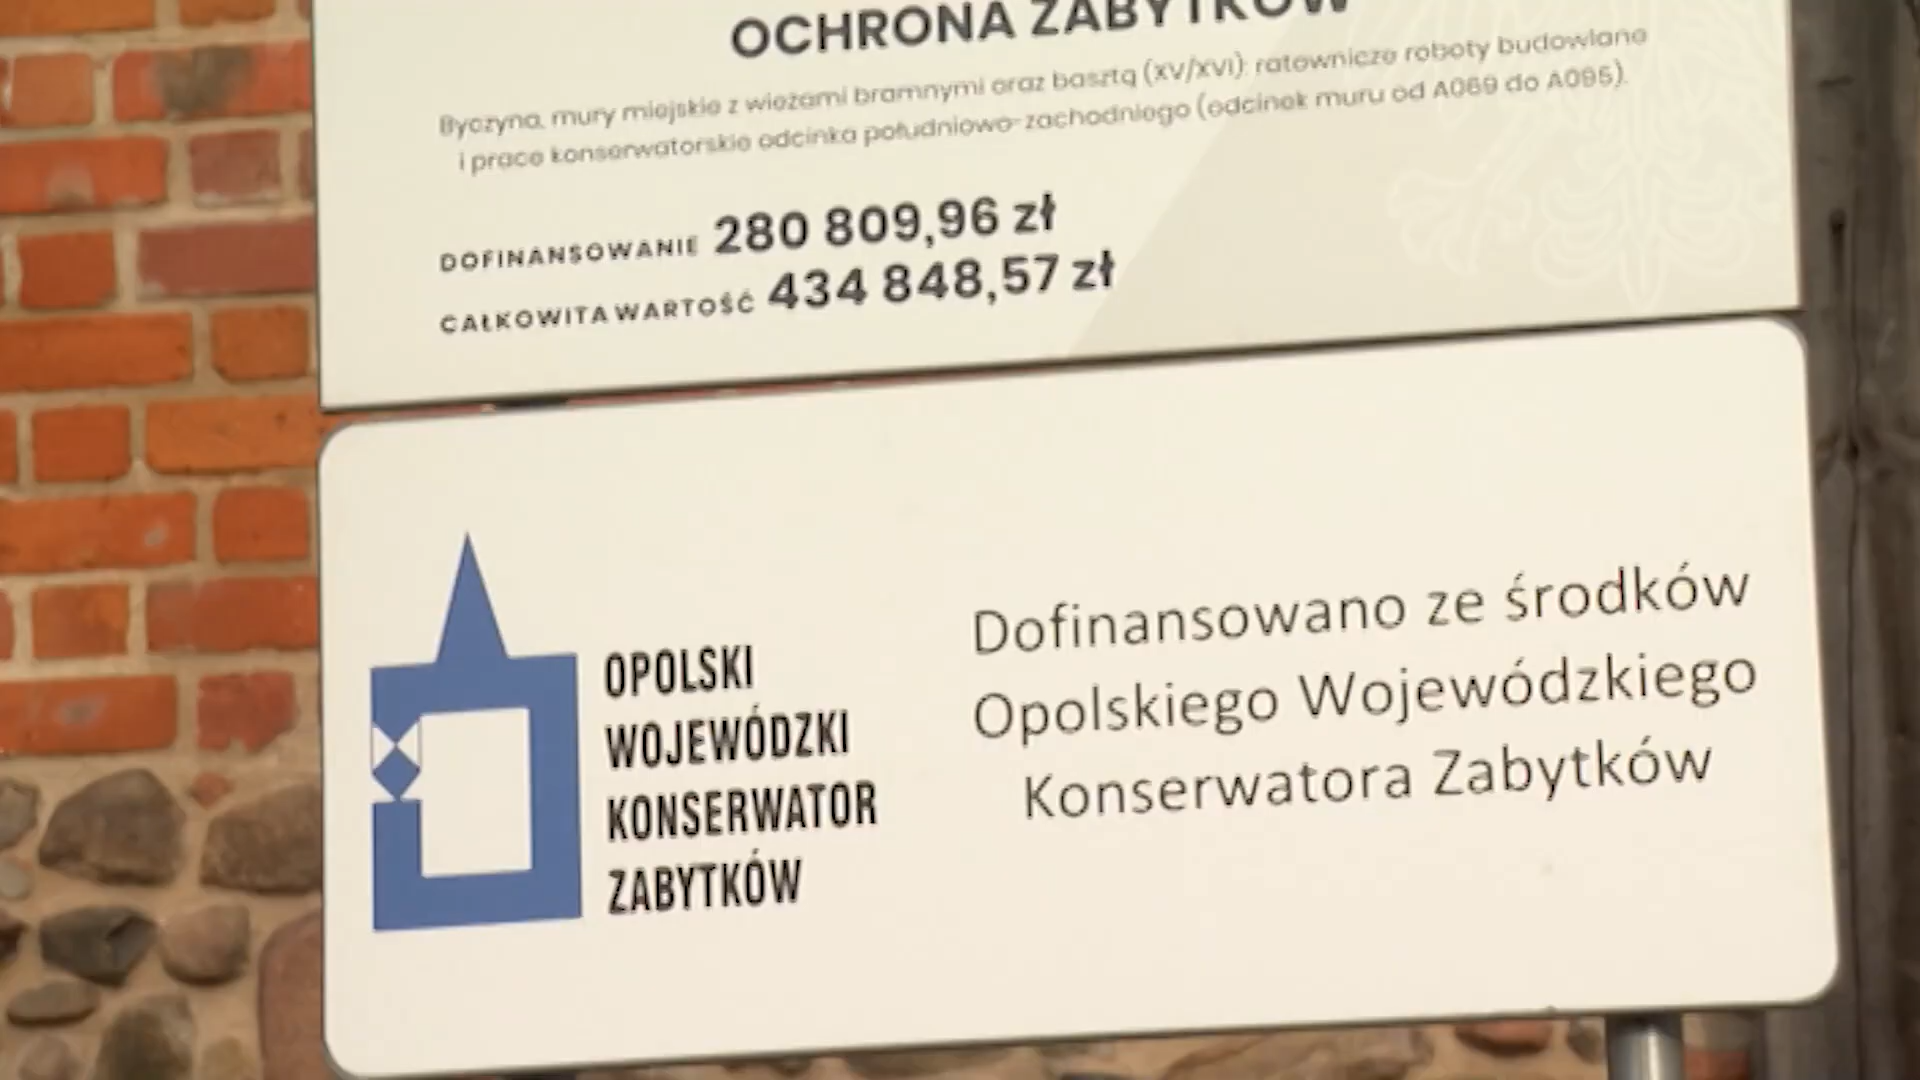 OCHRONA ZABYTKÓW
Byczyna, mury miejskie z wieżami bramnymi oraz basztą (XV/XVI): ratownicze roboty budowlane
i prace konserwatorskie odcinka południowo-zachodniego (odcinek muru od A069 do A095).
DOFINANSOWANIE 280 809,96 zł
CAŁKOWITA WARTOŚĆ 434 848,57 zł
OPOLSKI
WOJEWÓDZKI
KONSERWATOR
ZABYTKÓW
Dofinansowano ze środków
Opolskiego Wojewódzkiego
Konserwatora Zabytków